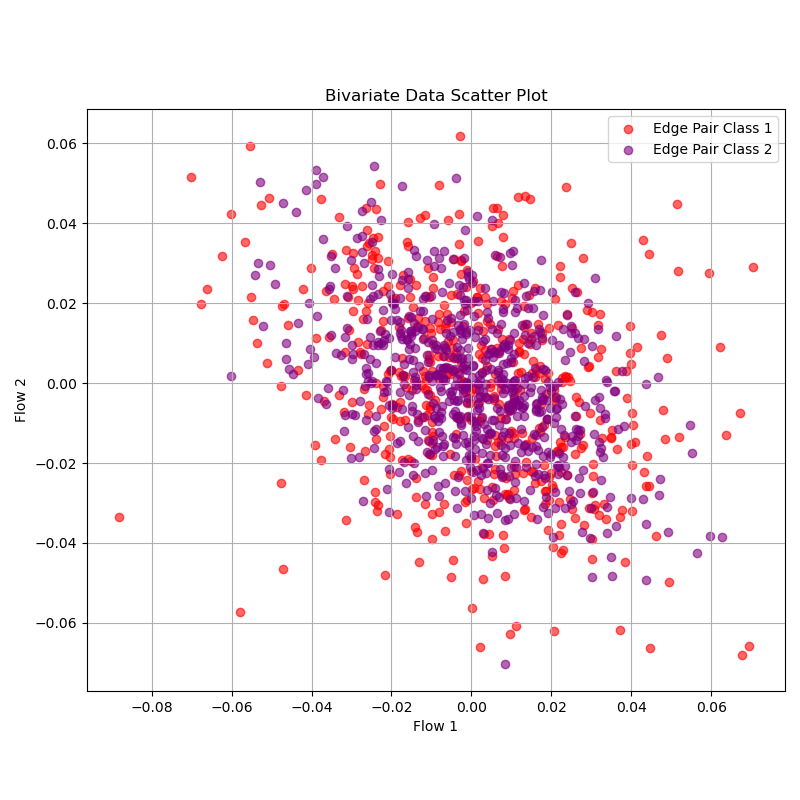 Bivariate Data Scatter Plot
Edge Pair Class 1
Edge Pair Class 2
0.06
0.04
0.02
0.00
−0.02
−0.04
−0.06
Flow 2
−0.08 −0.06 −0.04 −0.02 0.00 0.02 0.04 0.06
Flow 1